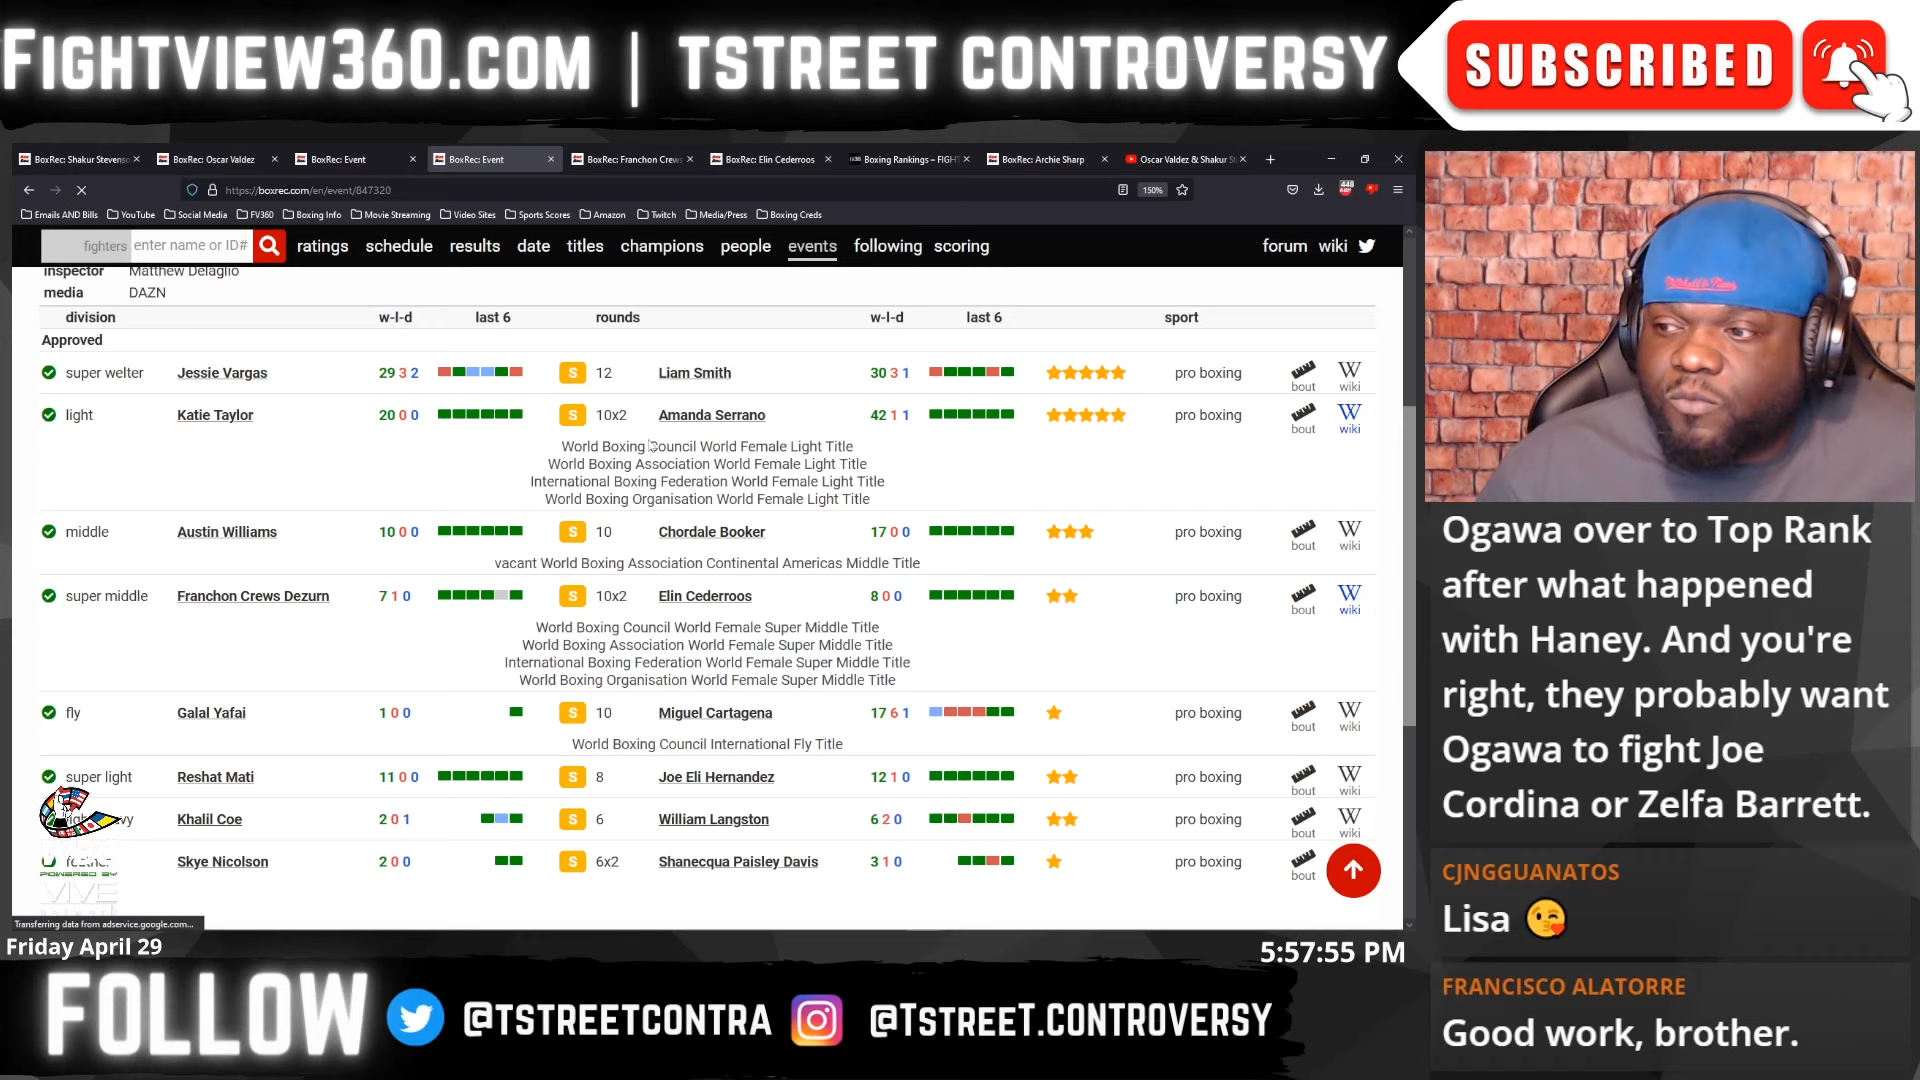 FIGHTVIEW360.COM | TSTREET CONTROVERSY
SUBSCRIBED
BoxRec: Shakur Stevenso
BoxRec: Oscar Valdez
BoxRec: Event
BoxRec: Event
BoxRec: Franchon Crews
BoxRec: Elin Cederroos
Boxing Rankings – FIGHT
BoxRec: Archie Sharp
Oscar Valdez & Shakur St
https://boxrec.com/en/event/847320
150%
Emails AND Bills YouTube Social Media FV360 Boxing Info Movie Streaming Video Sites Sports Scores Amazon Twitch Media/Press Boxing Creds
fighters enter name or ID# ratings schedule results date titles champions people events following scoring forum wiki
inspector Matthew Delaglio
media DAZN
division w-l-d last 6 rounds w-l-d last 6 sport
Approved
super welter Jessie Vargas 29 3 2 S 12 Liam Smith 30 3 1 pro boxing bout wiki
light Katie Taylor 20 0 0 S 10x2 Amanda Serrano 42 1 1 pro boxing bout wiki
World Boxing Council World Female Light Title
World Boxing Association World Female Light Title
International Boxing Federation World Female Light Title
World Boxing Organisation World Female Light Title
middle Austin Williams 10 0 0 S 10 Chordale Booker 17 0 0 pro boxing bout wiki
vacant World Boxing Association Continental Americas Middle Title
super middle Franchon Crews Dezurn 7 1 0 S 10x2 Elin Cederroos 8 0 0 pro boxing bout wiki
World Boxing Council World Female Super Middle Title
World Boxing Association World Female Super Middle Title
International Boxing Federation World Female Super Middle Title
World Boxing Organisation World Female Super Middle Title
fly Galal Yafai 1 0 0 S 10 Miguel Cartagena 17 6 1 pro boxing bout wiki
World Boxing Council International Fly Title
super light Reshat Mati 11 0 0 S 8 Joe Eli Hernandez 12 1 0 pro boxing bout wiki
Khalil Coe 2 0 1 S 6 William Langston 6 2 0 pro boxing bout wiki
Skye Nicolson 2 0 0 S 6x2 Shanecqua Paisley Davis 3 1 0 pro boxing bout
POWERED BY
VIVE
Transferring data from adservice.google.com...
Friday April 29
5:57:55 PM
Ogawa over to Top Rank
after what happened
with Haney. And you're
right, they probably want
Ogawa to fight Joe
Cordina or Zelfa Barrett.
CJNGGUANATOS
Lisa 😘
FRANCISCO ALATORRE
Good work, brother.
FOLLOW @TSTREETCONTRA @TSTREET.CONTROVERSY